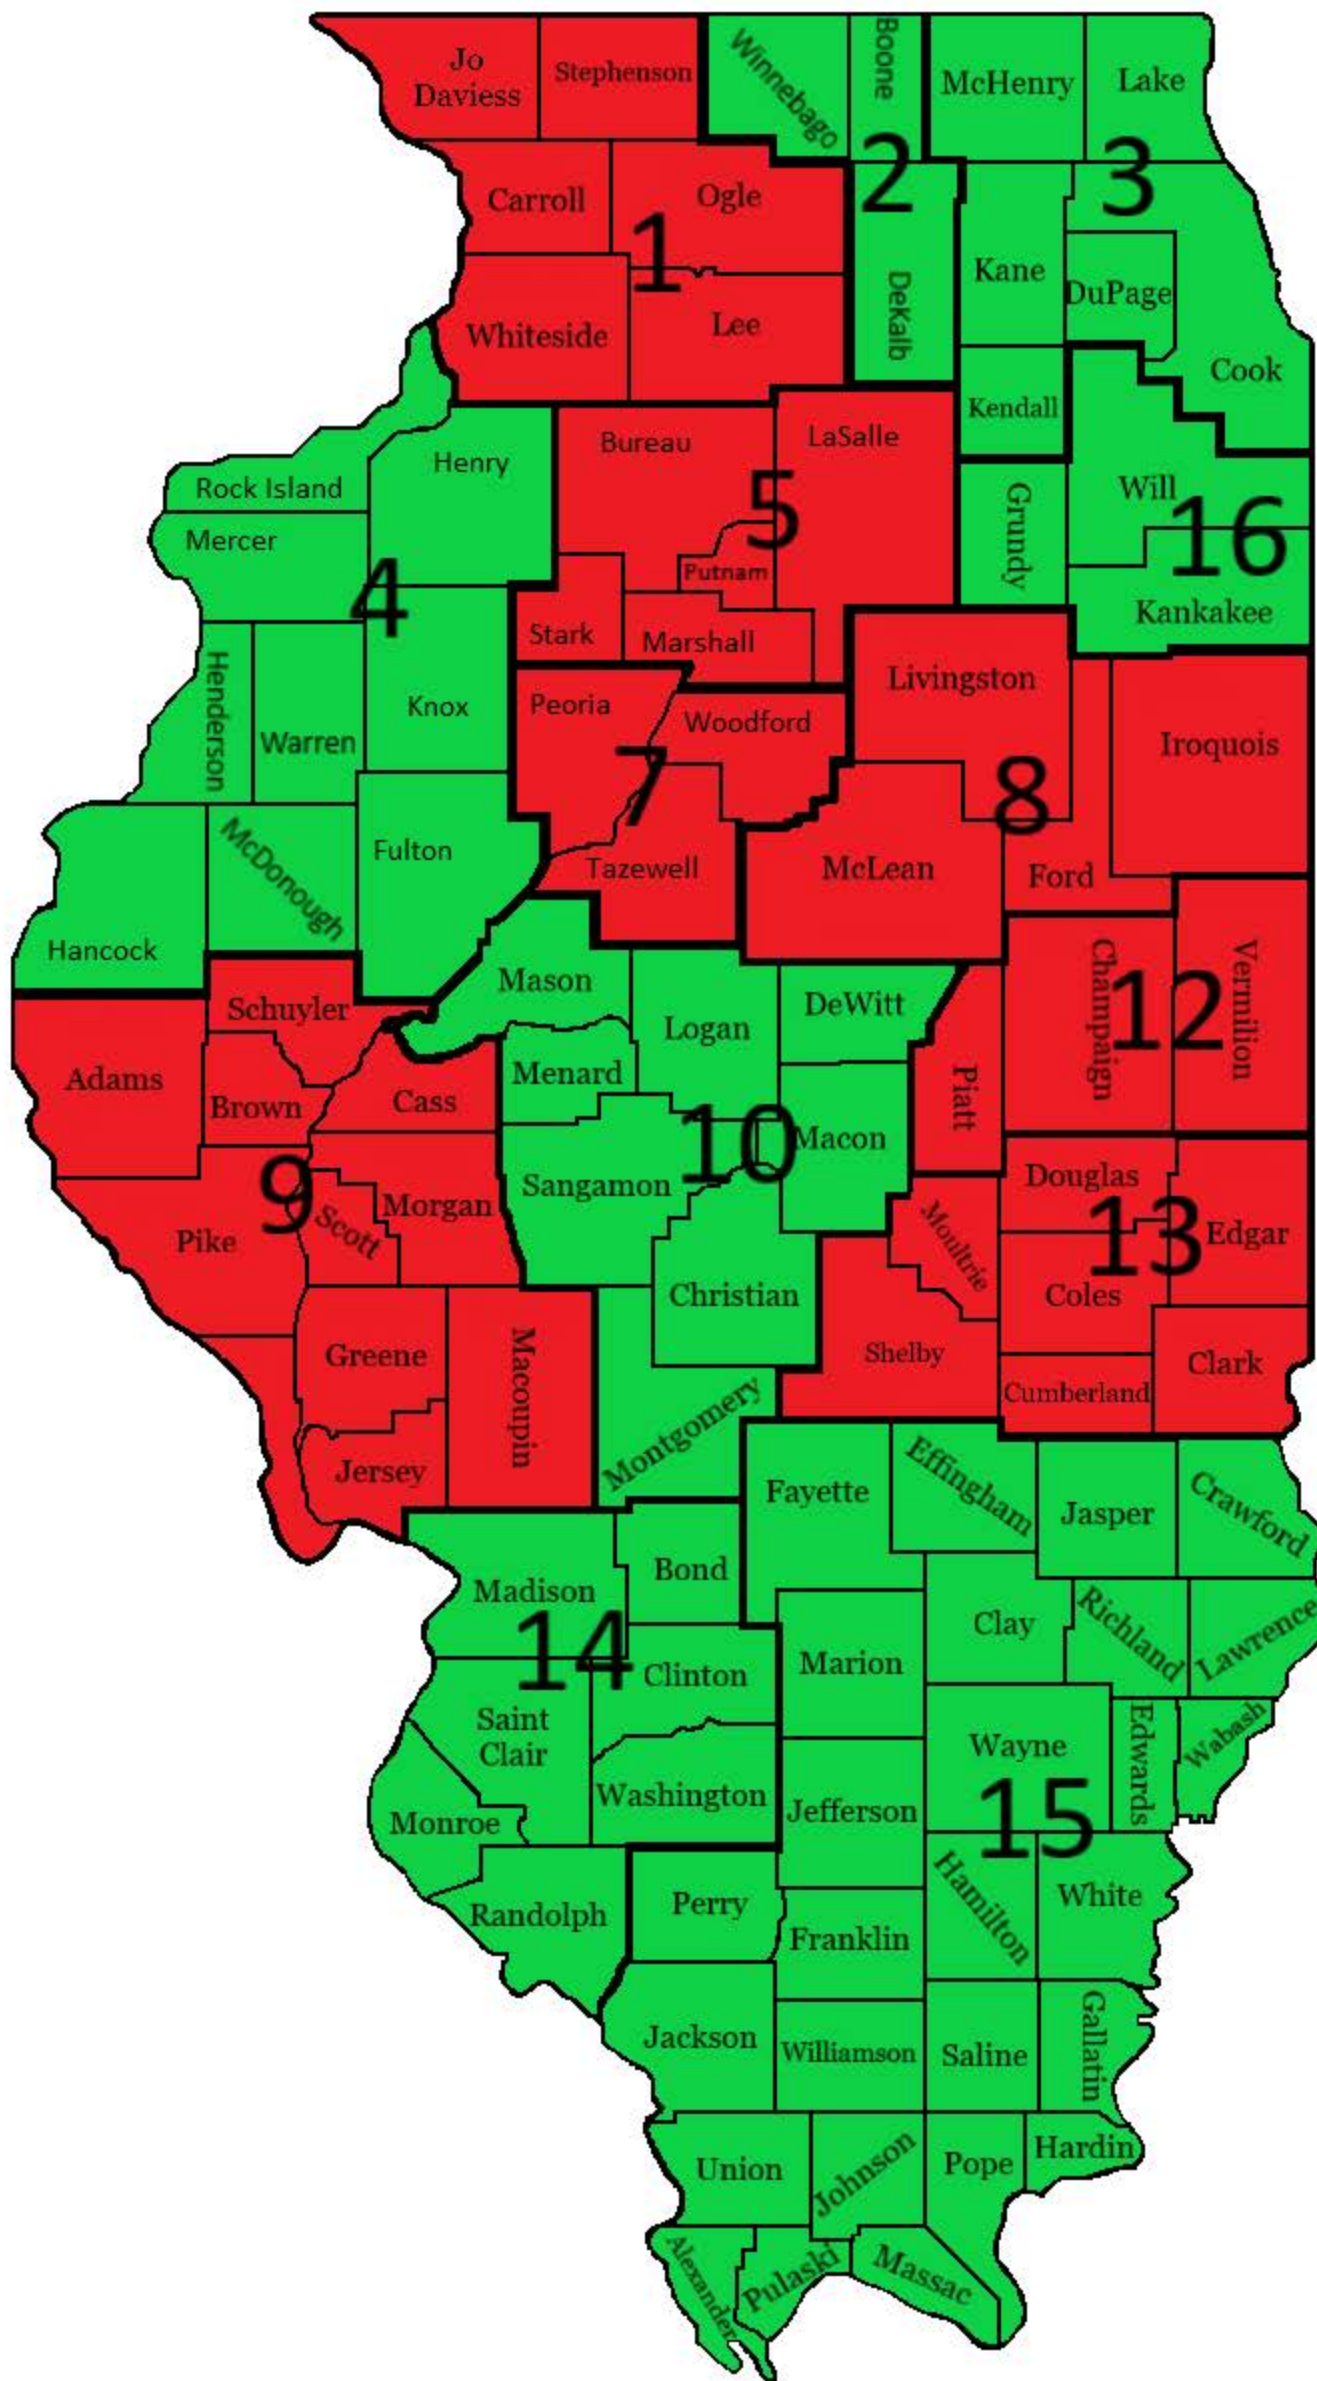 Jo
Daviess
Stephenson
Winnebago
Boone
McHenry
Lake
2
3
Carroll
Ogle
1
Kane
DuPage
DeKalb
Whiteside
Lee
Cook
Kendall
Bureau
LaSalle
Henry
Rock Island
Will
5
Grundy
16
Mercer
Putnam
4
Kankakee
Stark
Marshall
Livingston
Henderson
Warren
Knox
Peoria
Woodford
Iroquois
7
8
McDonough
Fulton
Tazewell
McLean
Ford
Hancock
Mason
Champaign
12
Vermilion
Schuyler
Logan
DeWitt
Adams
Brown
Cass
Menard
Piatt
10
Macon
9
Scott
Morgan
Sangamon
Douglas
13
Edgar
Pike
Moultrie
Christian
Coles
Greene
Macoupin
Shelby
Clark
Cumberland
Montgomery
Jersey
Fayette
Effingham
Jasper
Crawford
Bond
Madison
14
Clay
Richland
Lawrence
Marion
Clinton
Saint
Clair
Wayne
Edwards
Wabash
Washington
Jefferson
15
Monroe
Perry
Hamilton
White
Randolph
Franklin
Jackson
Williamson
Saline
Gallatin
Union
Johnson
Pope
Hardin
Alexander
Pulaski
Massac